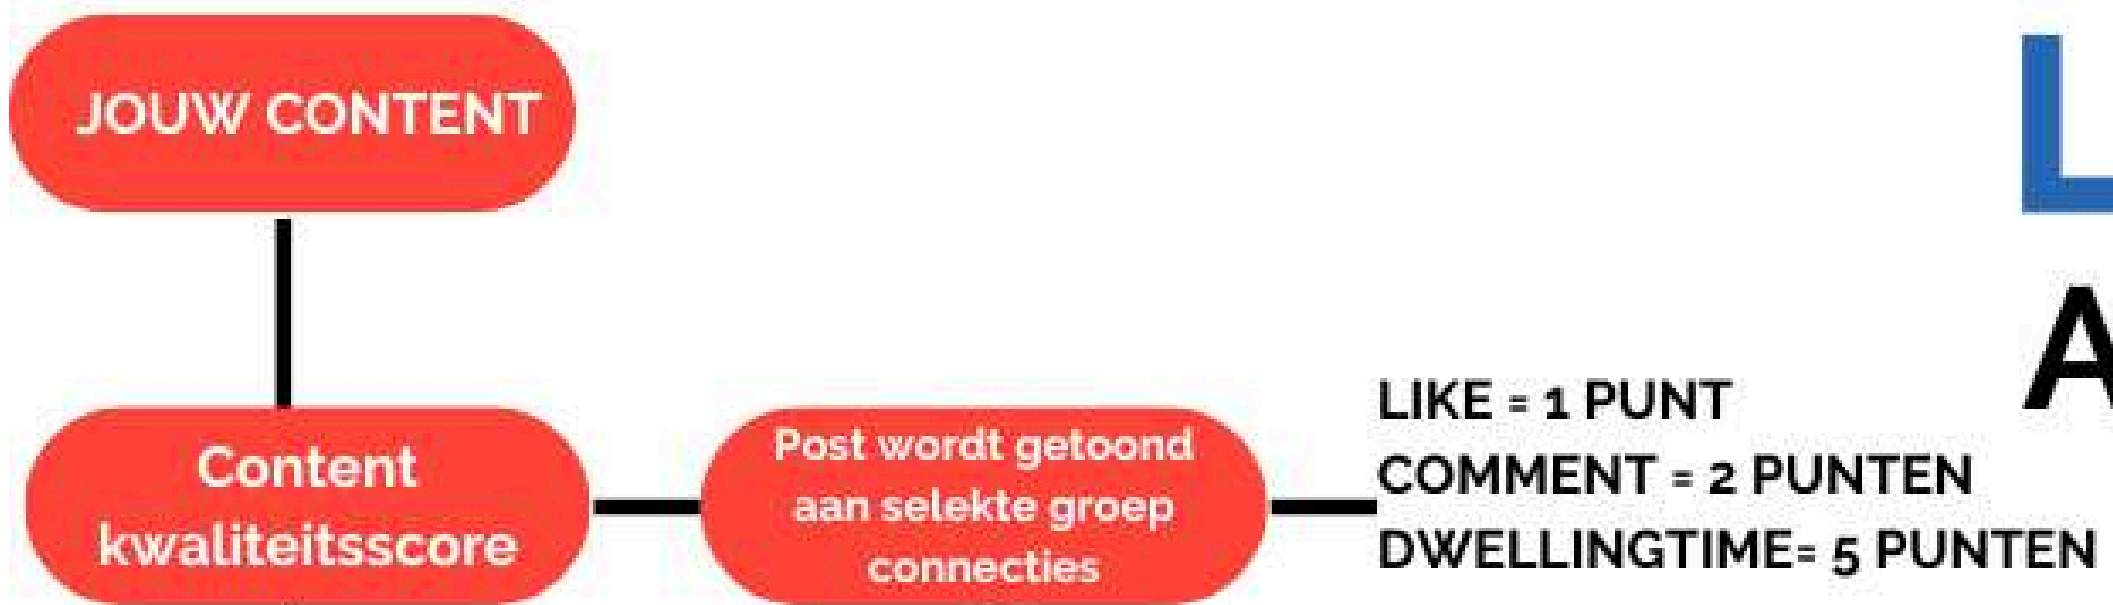 JOUW CONTENT
L
A
Content
kwaliteitsscore
Post wordt getoond
aan selekte groep
connecties
LIKE = 1 PUNT
COMMENT = 2 PUNTEN
DWELLINGTIME= 5 PUNTEN